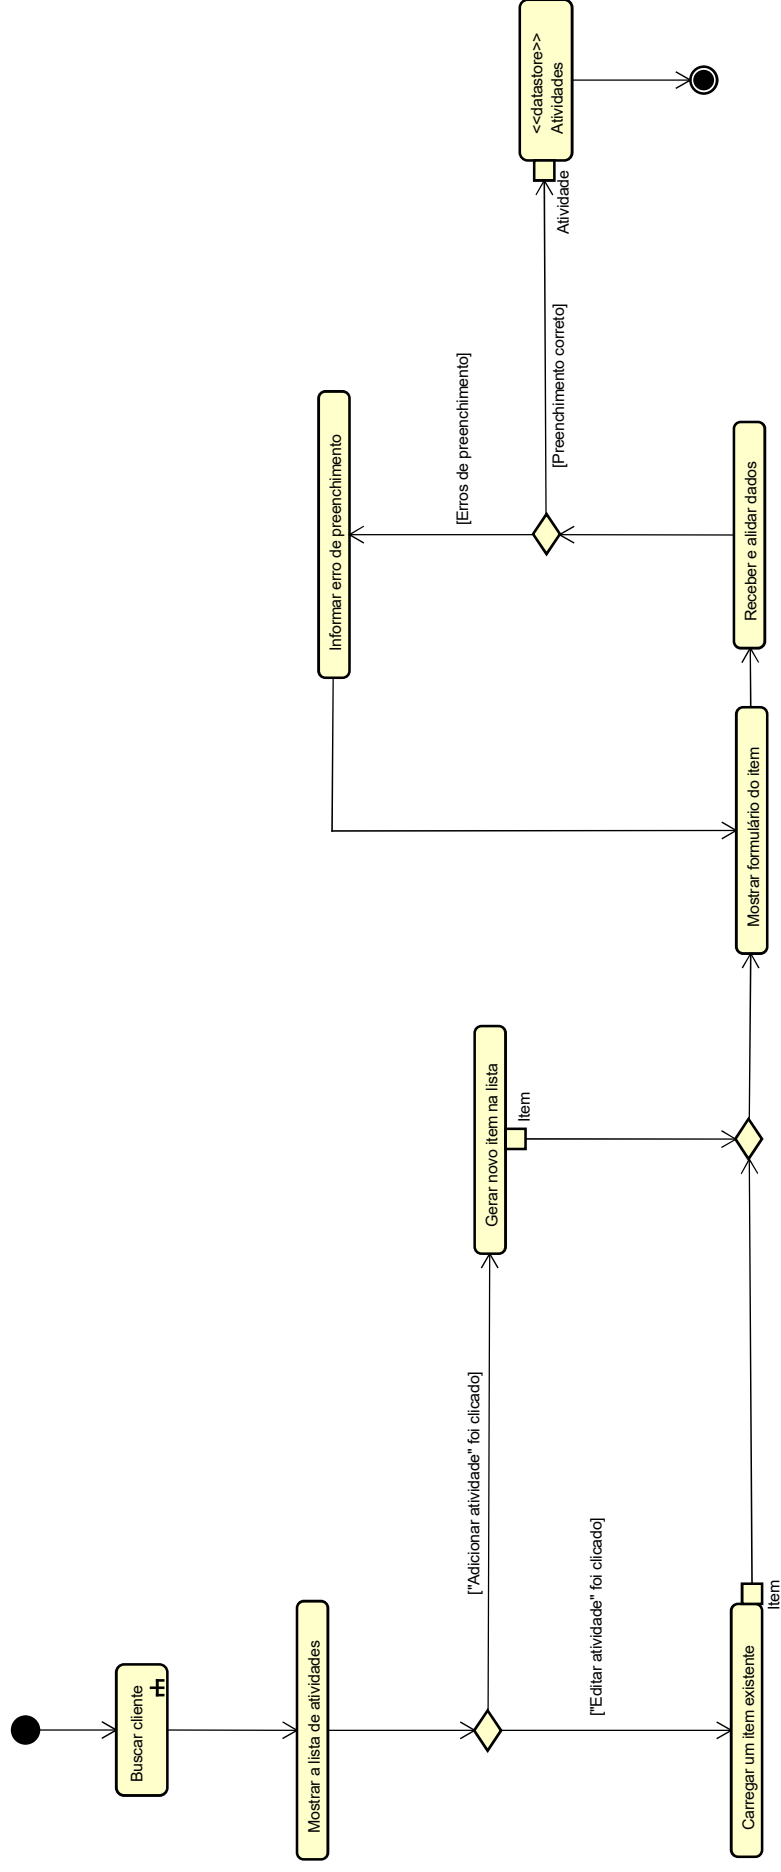 Buscar cliente
Mostrar a lista de atividades
["Adicionar atividade" foi clicado]
["Editar atividade" foi clicado]
Carregar um item existente
Item
Gerar novo item na lista
Item
Mostrar formulário do item
Receber e alidar dados
[Erros de preenchimento]
Informar erro de preenchimento
[Preenchimento correto]
Atividade
<<datastore>>
Atividades